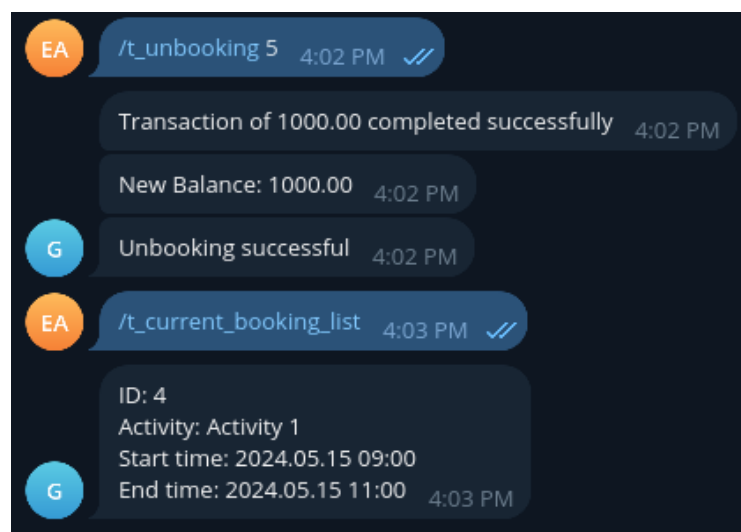 EA
/t_unbooking 5 4:02 PM
Transaction of 1000.00 completed successfully 4:02 PM
New Balance: 1000.00 4:02 PM
G
Unbooking successful 4:02 PM
EA
/t_current_booking_list 4:03 PM
ID: 4
Activity: Activity 1
Start time: 2024.05.15 09:00
G
End time: 2024.05.15 11:00 4:03 PM